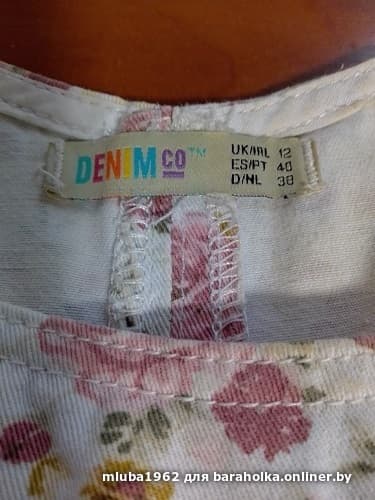 DENIM CO™
UK/IRL 12
ES/PT 40
D/NL 38
mluba1962 для baraholka.onliner.by